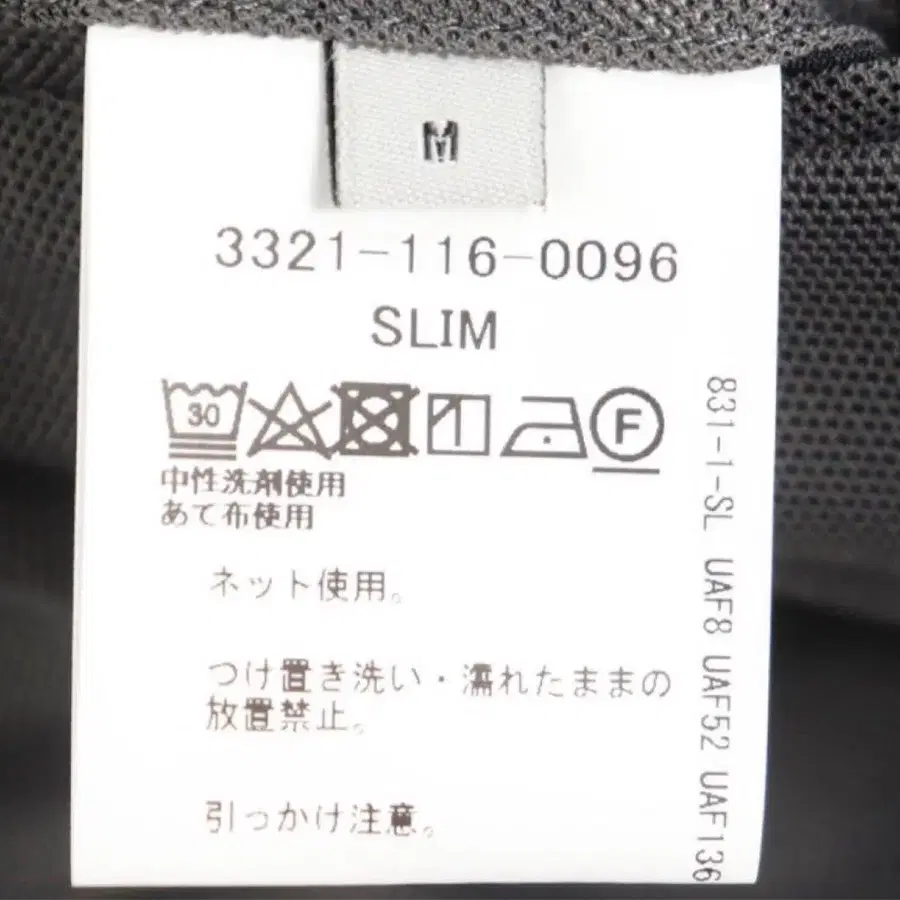 M
3321-116-0096
SLIM
30
F
中性洗剤使用
あて布使用
ネット使用。
つけ置き洗い・濡れたままの
放置禁止。
引っかけ注意。
831-1-SL UAF8 UAF52 UAF136